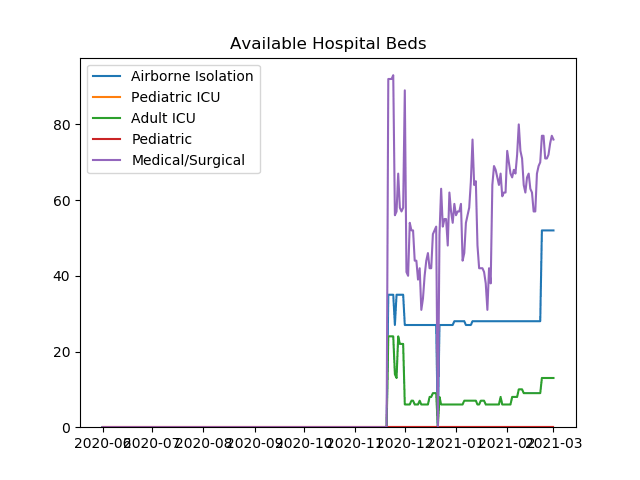 Available Hospital Beds
Airborne Isolation
Pediatric ICU
Adult ICU
Pediatric
Medical/Surgical
80
60
40
20
0
2020-06 2020-07 2020-08 2020-09 2020-10 2020-11 2020-12 2021-01 2021-02 2021-03